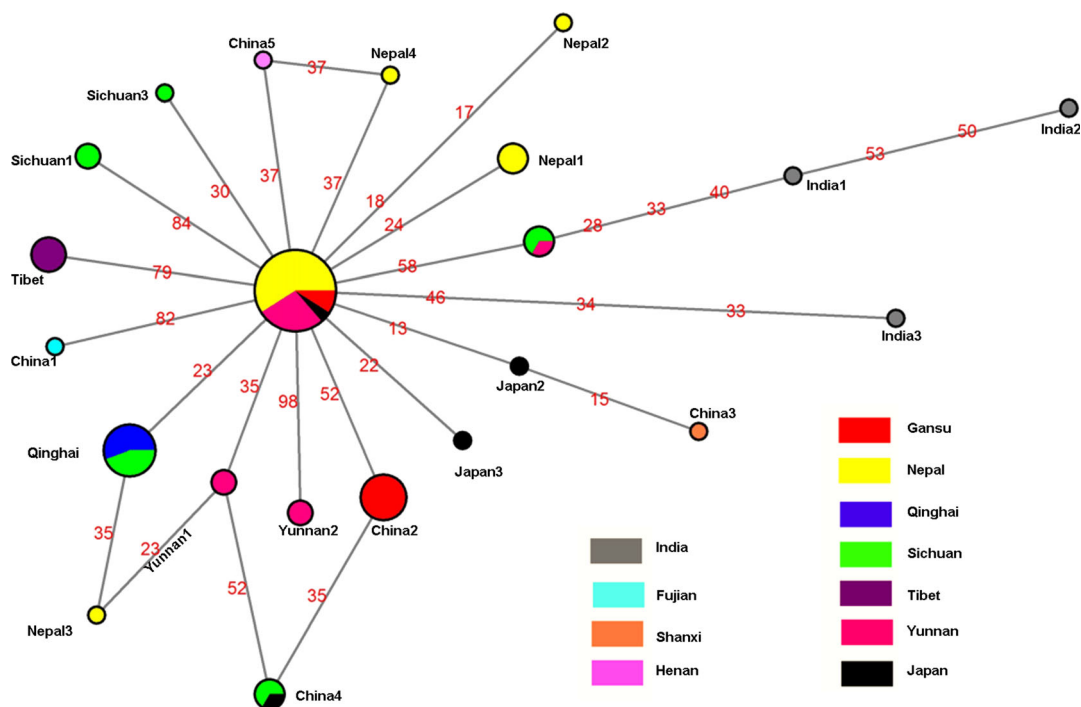 Nepal2
China5
Nepal4
37
Sichuan3
17
India2
50
Sichuan1
53
Nepal1
India1
30
37
37
40
18
33
84
24
28
Tibet
79
58
46
34
33
India3
82
13
China1
23
35
98
52
22
Japan2
15
China3
Qinghai
Japan3
Yunnan2
China2
35
23
Yunnan1
52
35
Nepal3
China4
India
Fujian
Shanxi
Henan
Gansu
Nepal
Qinghai
Sichuan
Tibet
Yunnan
Japan